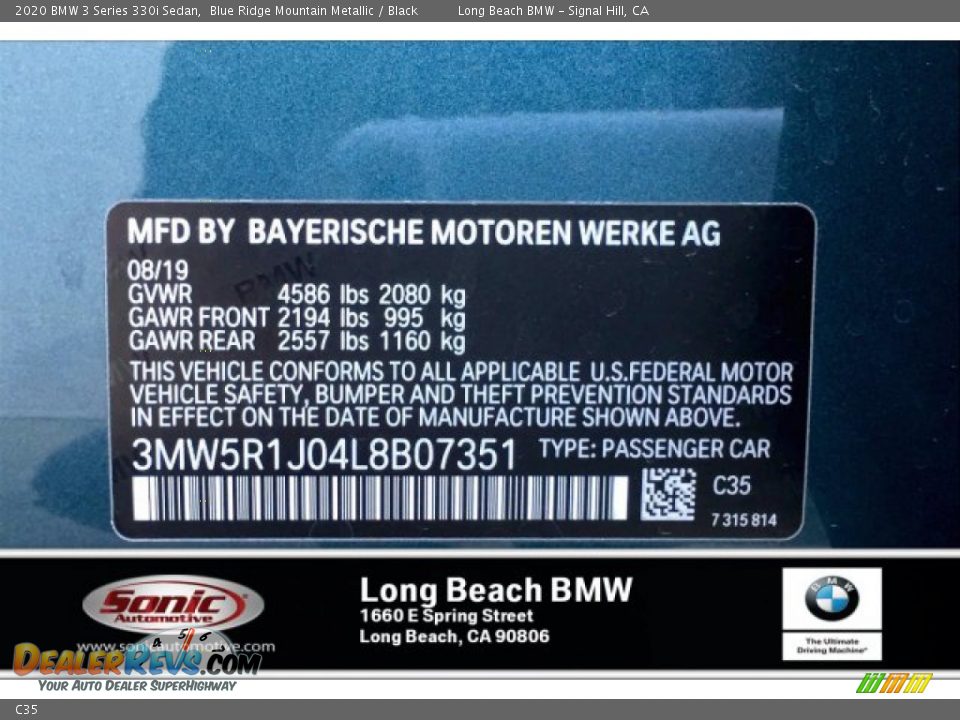 2020 BMW 3 Series 330i Sedan, Blue Ridge Mountain Metallic / Black Long Beach BMW - Signal Hill, CA
MFD BY BAYERISCHE MOTOREN WERKE AG
08/19
GVWR 4586 lbs 2080 kg
GAWR FRONT 2194 lbs 995 kg
GAWR REAR 2557 lbs 1160 kg
THIS VEHICLE CONFORMS TO ALL APPLICABLE U.S.FEDERAL MOTOR
VEHICLE SAFETY, BUMPER AND THEFT PREVENTION STANDARDS
IN EFFECT ON THE DATE OF MANUFACTURE SHOWN ABOVE.
3MW5R1J04L8B07351 TYPE: PASSENGER CAR
C35
7 315 814
Sonic
Automotive
www.sonicautomotive.com
Long Beach BMW
1660 E Spring Street
Long Beach, CA 90806
BMW
The Ultimate
Driving Machine®
4 5 6
DealerRevs.com
Your Auto Dealer SuperHighway
C35